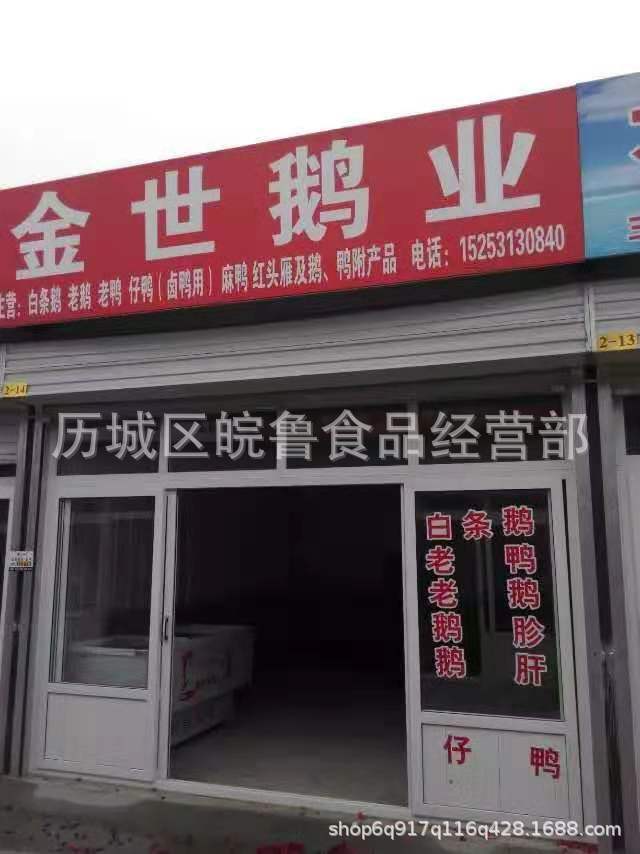 金世鹅业
主营：白条鹅 老鹅 老鸭 仔鸭（卤鸭用） 麻鸭 红头雁及鹅、鸭附产品 电话：15253130840
2-14
2-13
历城区皖鲁食品经营部
白条鹅
老鸭
老鹅
鹅胗
鹅肝
仔鸭
shop6q917q116q428.1688.com